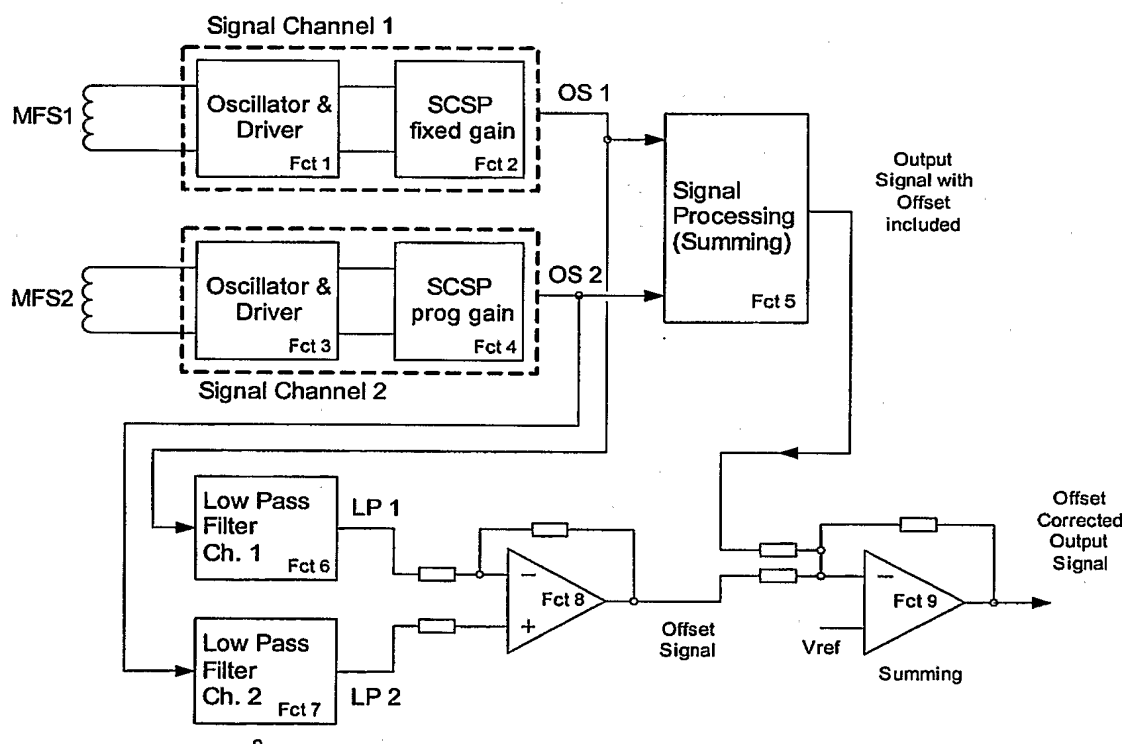 Signal Channel 1
MFS1
Oscillator &
Driver
Fct 1
SCSP
fixed gain
Fct 2
OS 1
Signal
Processing
(Summing)
Fct 5
Output
Signal with
Offset
included
MFS2
Oscillator &
Driver
Fct 3
SCSP
prog gain
Fct 4
OS 2
Signal Channel 2
Low Pass
Filter
Ch. 1
Fct 6
LP 1
Low Pass
Filter
Ch. 2
Fct 7
LP 2
−
Fct 8
+
Offset
Signal
−
Fct 9
Vref
Summing
Offset
Corrected
Output
Signal